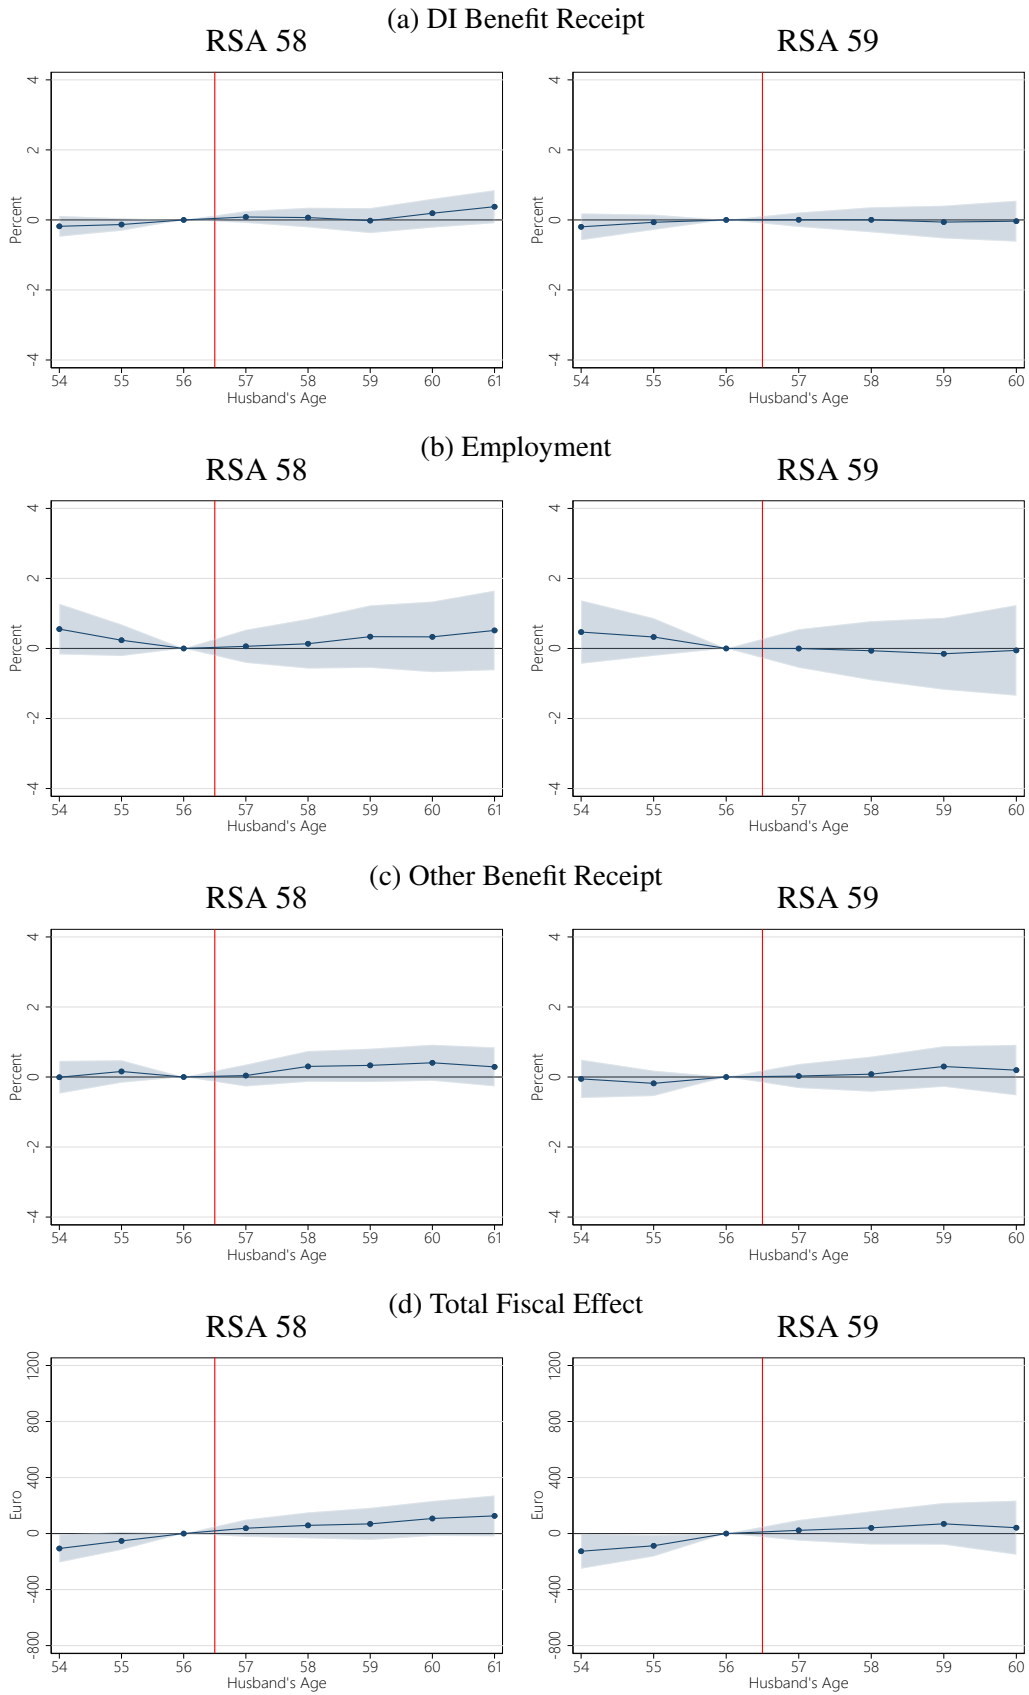 (a) DI Benefit Receipt
RSA 58
RSA 59
4
2
0
-2
-4
Percent
54 55 56 57 58 59 60 61
Husband's Age
4
2
0
-2
-4
Percent
54 55 56 57 58 59 60
Husband's Age
(b) Employment
RSA 58
RSA 59
4
2
0
-2
-4
Percent
54 55 56 57 58 59 60 61
Husband's Age
4
2
0
-2
-4
Percent
54 55 56 57 58 59 60
Husband's Age
(c) Other Benefit Receipt
RSA 58
RSA 59
4
2
0
-2
-4
Percent
54 55 56 57 58 59 60 61
Husband's Age
4
2
0
-2
-4
Percent
54 55 56 57 58 59 60
Husband's Age
(d) Total Fiscal Effect
RSA 58
RSA 59
1200
800
400
0
-400
-800
Euro
54 55 56 57 58 59 60 61
Husband's Age
1200
800
400
0
-400
-800
Euro
54 55 56 57 58 59 60
Husband's Age